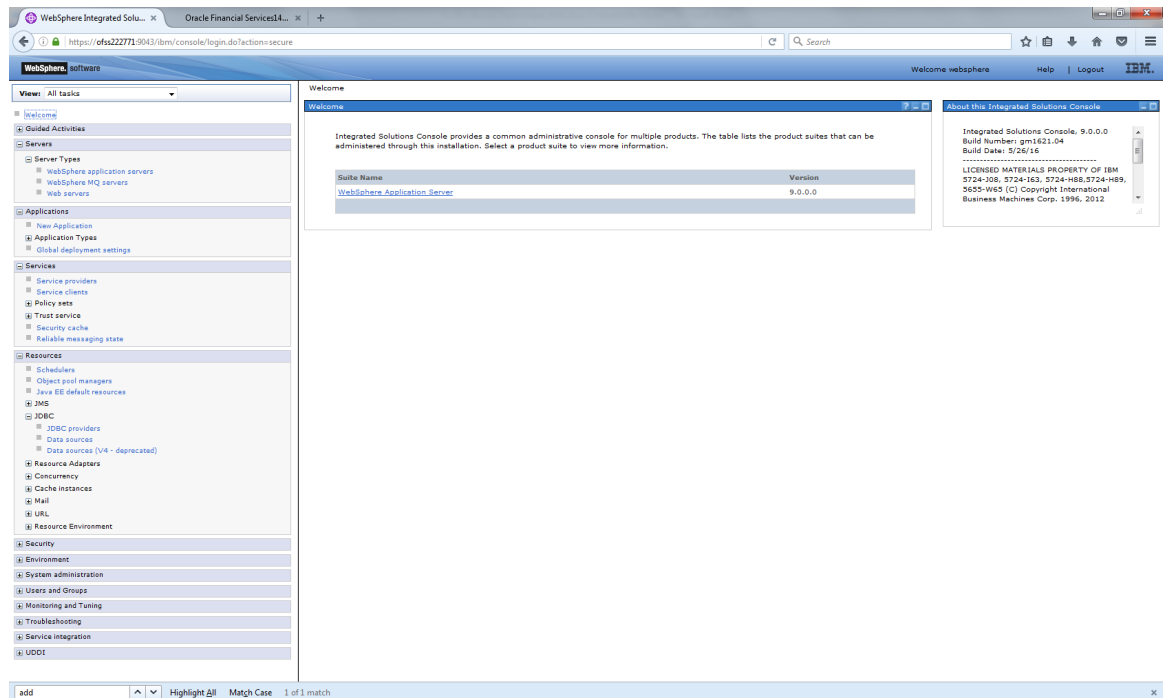 WebSphere Integrated Solu... ×
Oracle Financial Services14... ×
+
https://ofss222771:9043/ibm/console/login.do?action=secure
Search
WebSphere. software
Welcome websphere
Help | Logout
IBM.
View: All tasks
Welcome
Guided Activities
Servers
Server Types
WebSphere application servers
WebSphere MQ servers
Web servers
Applications
New Application
Application Types
Global deployment settings
Services
Service providers
Service clients
Policy sets
Trust service
Security cache
Reliable messaging state
Resources
Schedulers
Object pool managers
Java EE default resources
JMS
JDBC
JDBC providers
Data sources
Data sources (V4 - deprecated)
Resource Adapters
Concurrency
Cache instances
Mail
URL
Resource Environment
Security
Environment
System administration
Users and Groups
Monitoring and Tuning
Troubleshooting
Service integration
UDDI
Welcome
Welcome
Integrated Solutions Console provides a common administrative console for multiple products. The table lists the product suites that can be
administered through this installation. Select a product suite to view more information.
Suite Name Version
WebSphere Application Server 9.0.0.0
About this Integrated Solutions Console
Integrated Solutions Console, 9.0.0.0
Build Number: gm1621.04
Build Date: 5/26/16
---------------------------------------
LICENSED MATERIALS PROPERTY OF IBM
5724-J08, 5724-I63, 5724-H88,5724-H89,
5655-W65 (C) Copyright International
Business Machines Corp. 1996, 2012
add
Highlight All Match Case 1 of 1 match